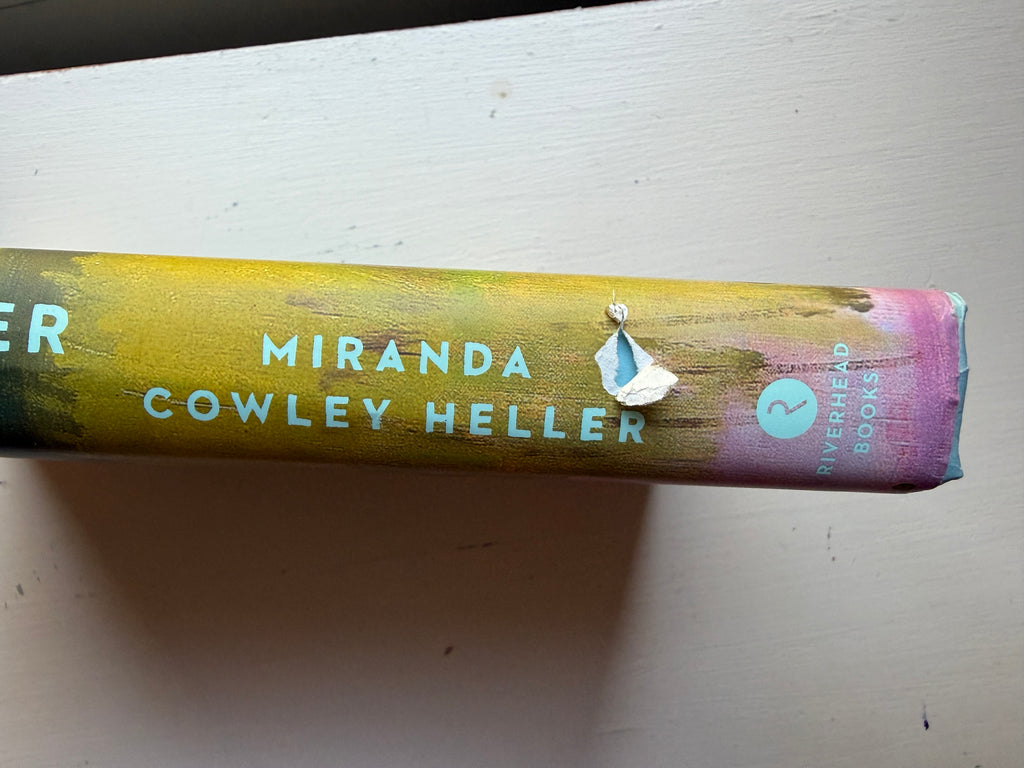 ER
MIRANDA
COWLEY HELLER
R
RIVERHEAD
BOOKS